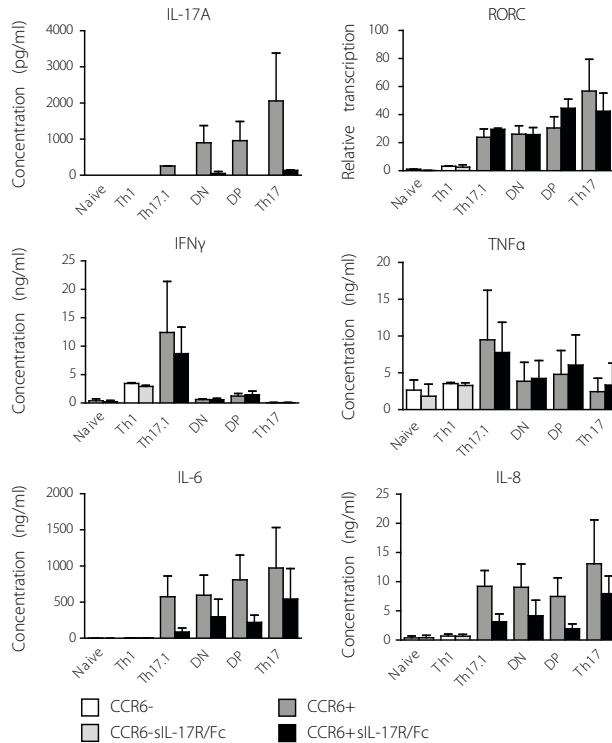 IL-17A
Concentration (pg/ml)
4000
3000
2000
1000
0
Naive Th1 Th17.1 DN DP Th17
RORC
Relative transcription
100
80
60
40
20
0
Naive Th1 Th17.1 DN DP Th17
IFNγ
Concentration (ng/ml)
25
20
15
10
5
0
Naive Th1 Th17.1 DN DP Th17
TNFα
Concentration (ng/ml)
20
15
10
5
0
Naive Th1 Th17.1 DN DP Th17
IL-6
Concentration (ng/ml)
2000
1500
1000
500
0
Naive Th1 Th17.1 DN DP Th17
IL-8
Concentration (ng/ml)
25
20
15
10
5
0
Naive Th1 Th17.1 DN DP Th17
CCR6- CCR6+
CCR6-sIL-17R/Fc CCR6+sIL-17R/Fc